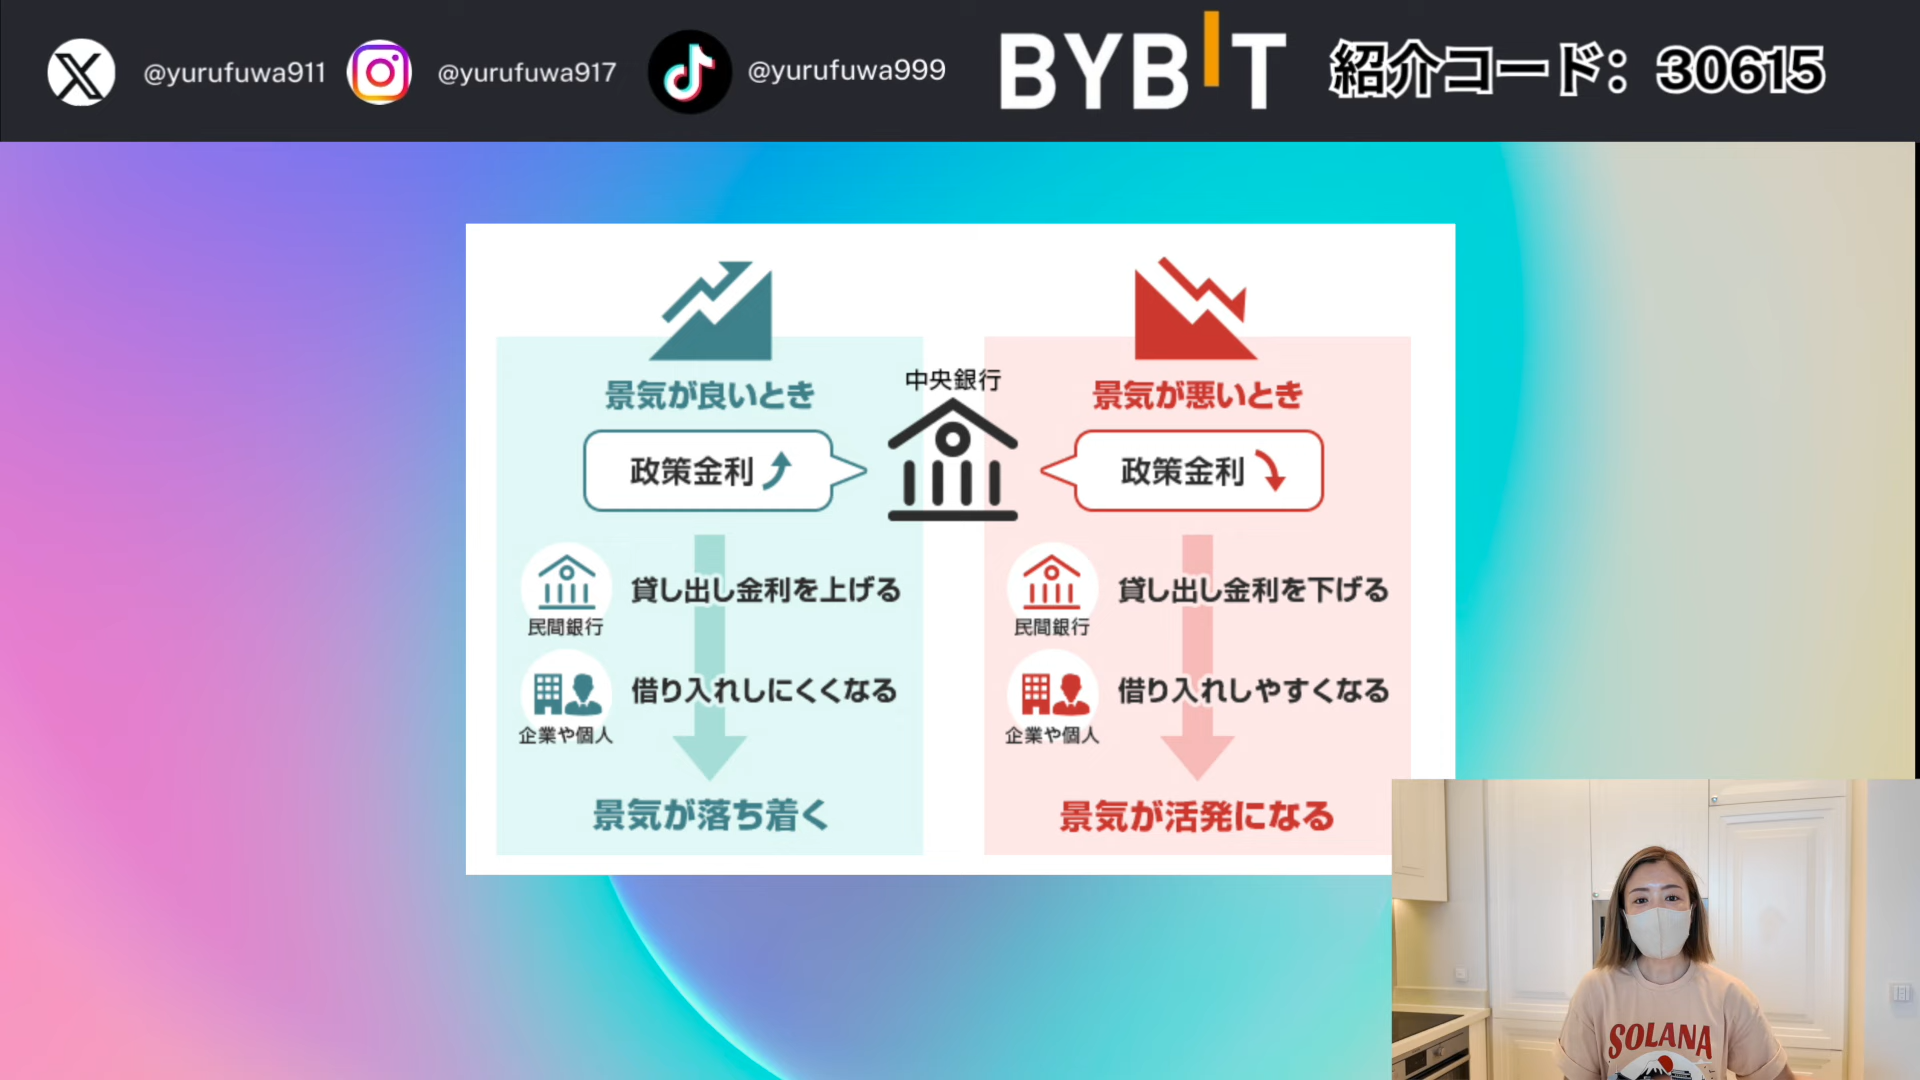 @yurufuwa911
@yurufuwa917
@yurufuwa999
BYBIT
紹介コード：30615
中央銀行
景気が良いとき
政策金利
民間銀行
貸し出し金利を上げる
企業や個人
借り入れしにくくなる
景気が落ち着く
景気が悪いとき
政策金利
民間銀行
貸し出し金利を下げる
企業や個人
借り入れしやすくなる
景気が活発になる
SOLANA